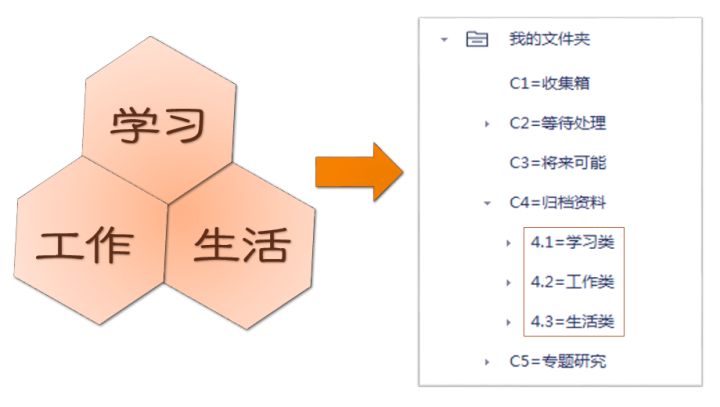 学习
工作
生活
我的文件夹
C1=收集箱
C2=等待处理
C3=将来可能
C4=归档资料
4.1=学习类
4.2=工作类
4.3=生活类
C5=专题研究